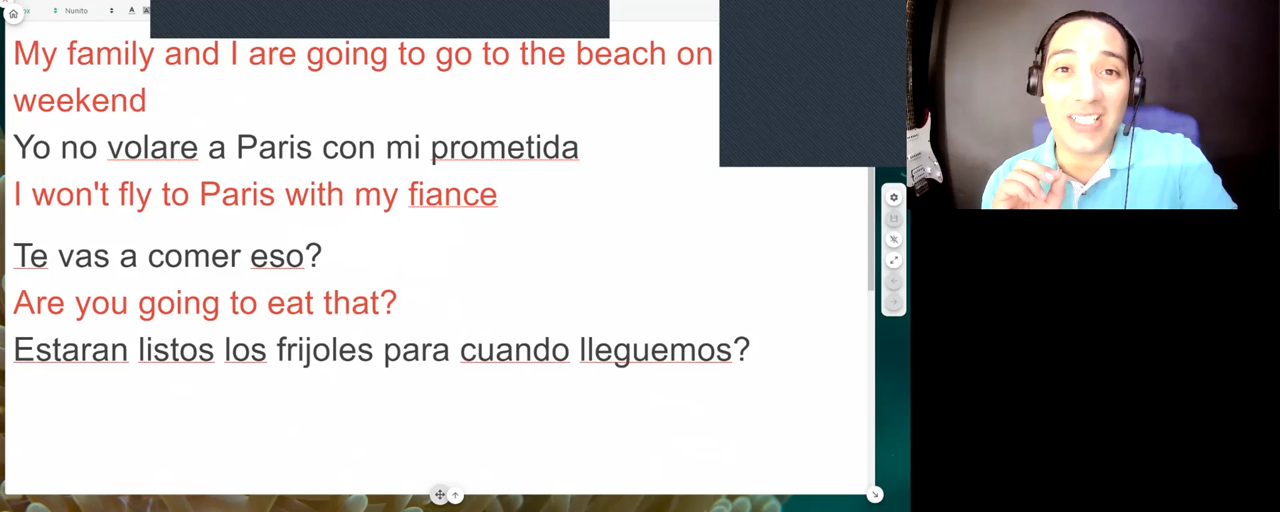 Nunito
My family and I are going to go to the beach on
weekend
Yo no volare a Paris con mi prometida
I won't fly to Paris with my fiance
Te vas a comer eso?
Are you going to eat that?
Estaran listos los frijoles para cuando lleguemos?